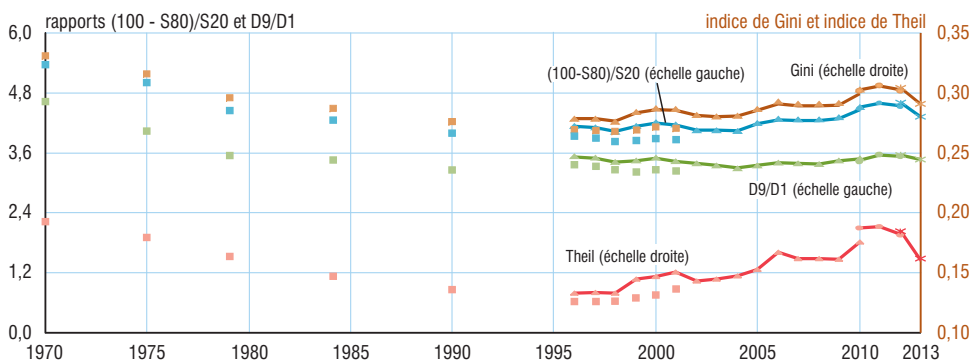 rapports (100 - S80)/S20 et D9/D1
indice de Gini et indice de Theil
6,0
0,35
(100-S80)/S20 (échelle gauche)
Gini (échelle droite)
4,8
0,30
3,6
0,25
D9/D1 (échelle gauche)
2,4
0,20
Theil (échelle droite)
1,2
0,15
0,0
0,10
1970 1975 1980 1985 1990 1995 2000 2005 2010 2013